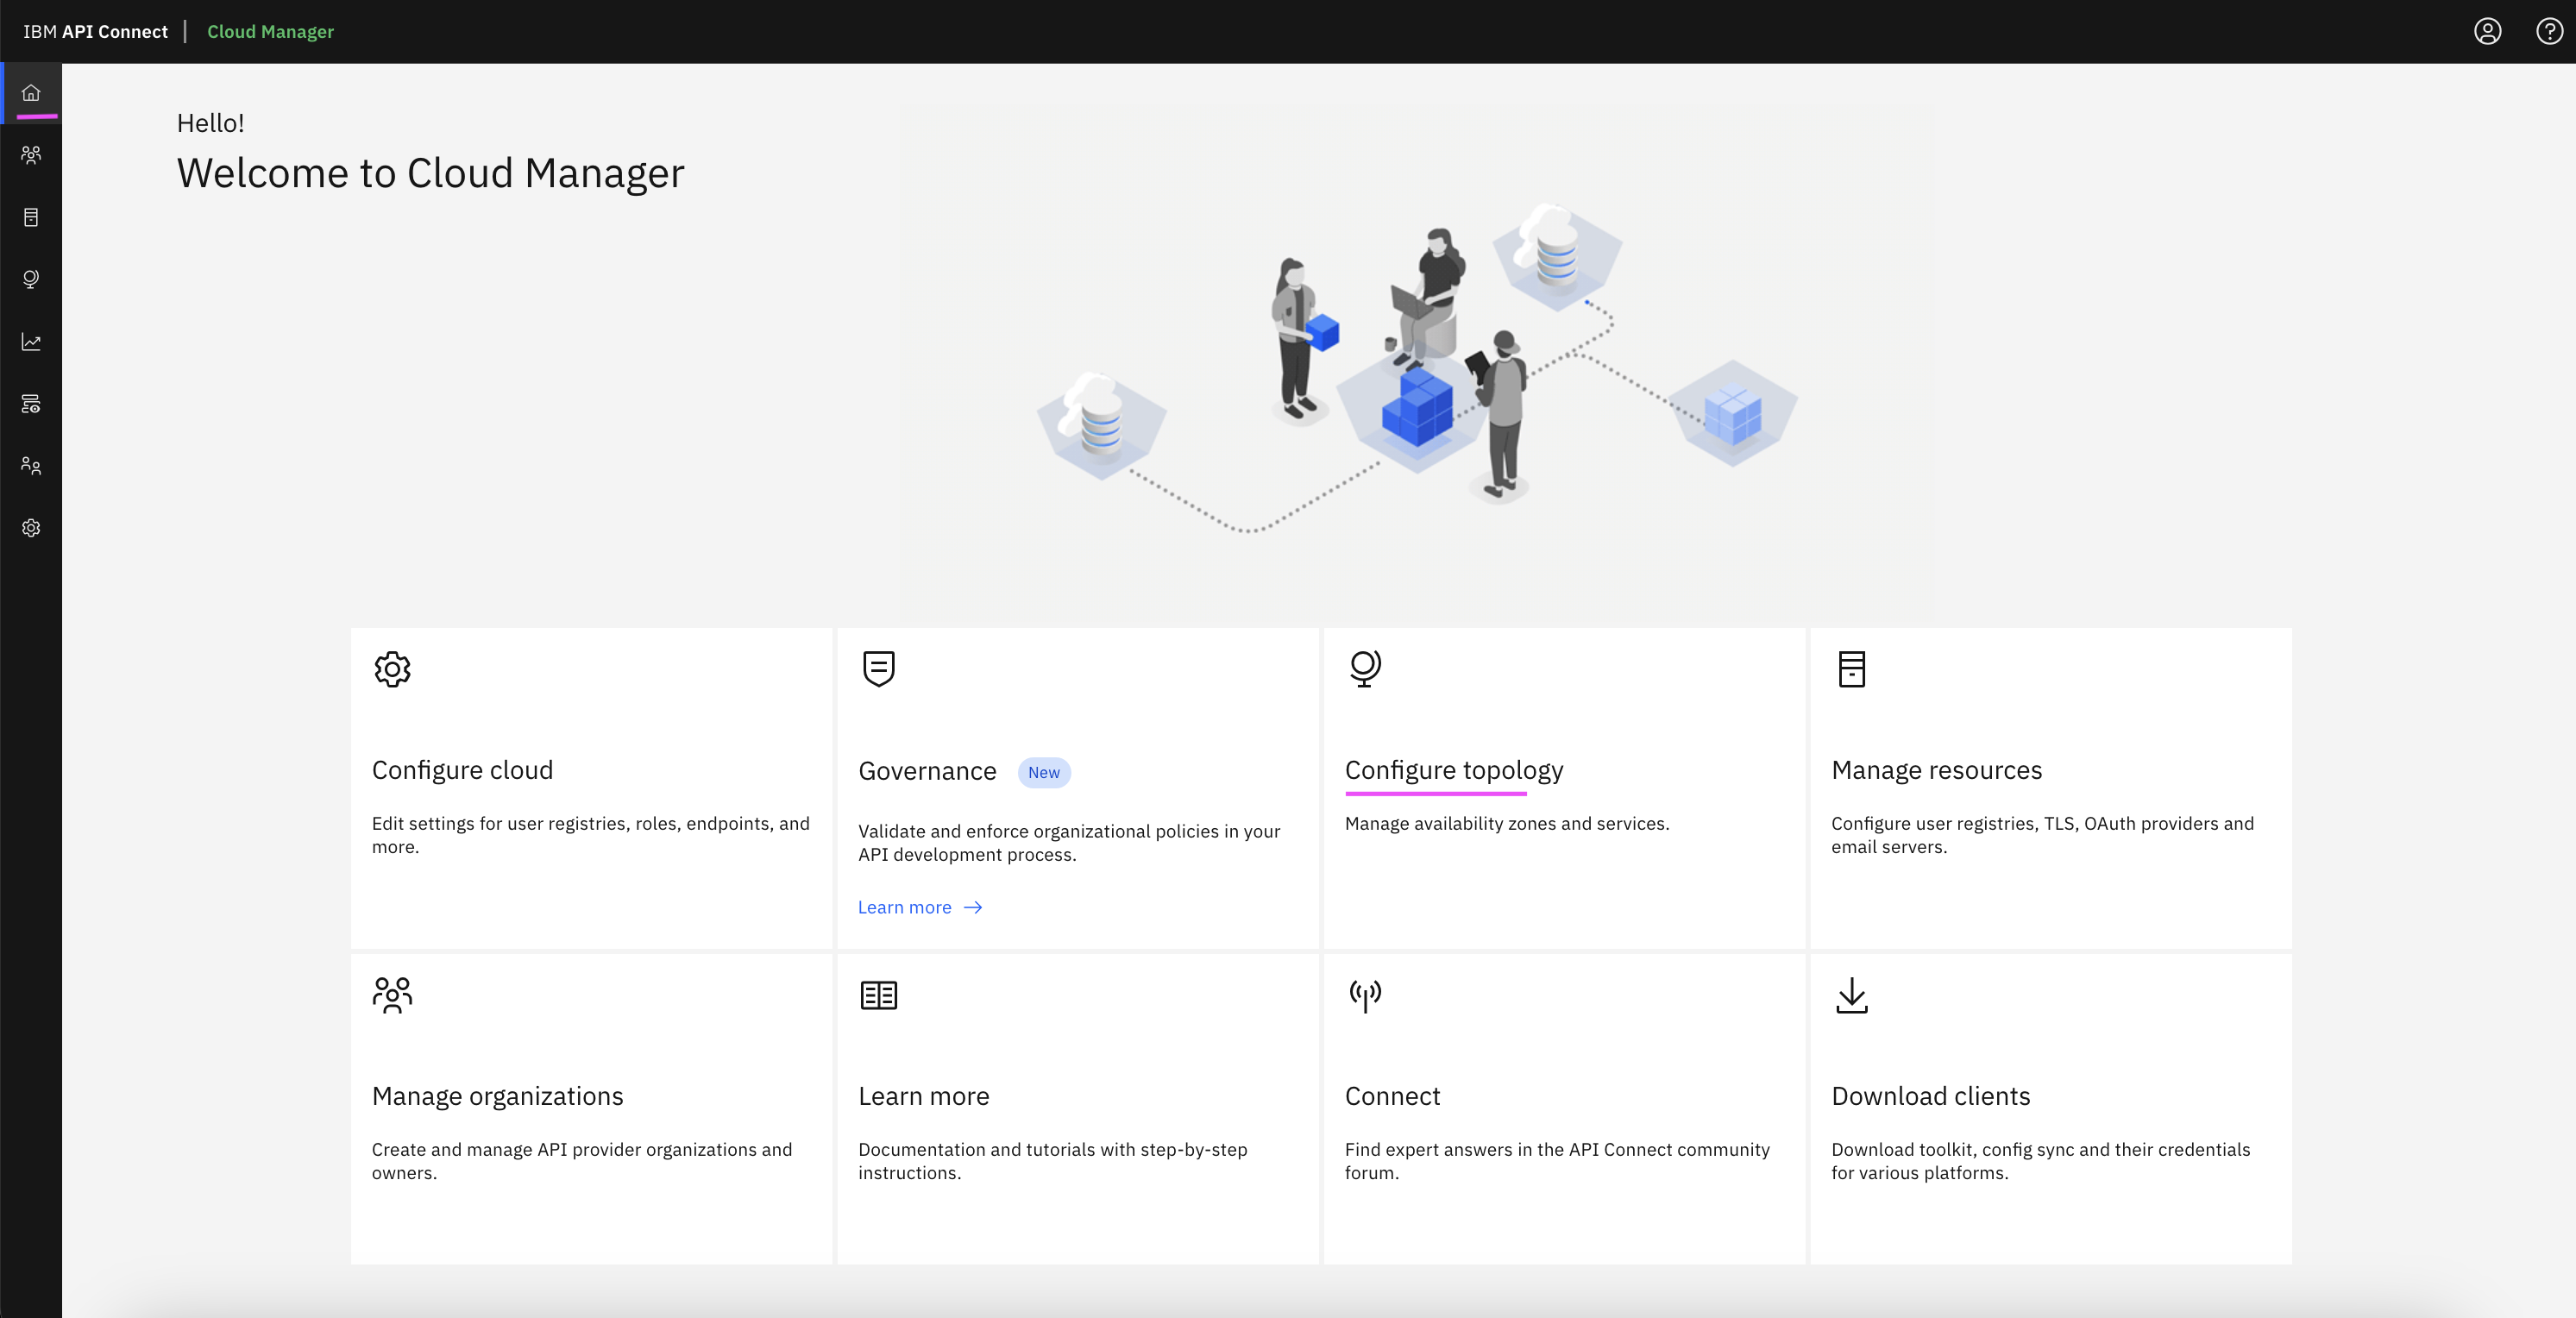 IBM API Connect | Cloud Manager
Hello!
Welcome to Cloud Manager
Configure cloud
Edit settings for user registries, roles, endpoints, and
more.
Governance New
Validate and enforce organizational policies in your
API development process.
Learn more →
Configure topology
Manage availability zones and services.
Manage resources
Configure user registries, TLS, OAuth providers and
email servers.
Manage organizations
Create and manage API provider organizations and
owners.
Learn more
Documentation and tutorials with step-by-step
instructions.
Connect
Find expert answers in the API Connect community
forum.
Download clients
Download toolkit, config sync and their credentials
for various platforms.